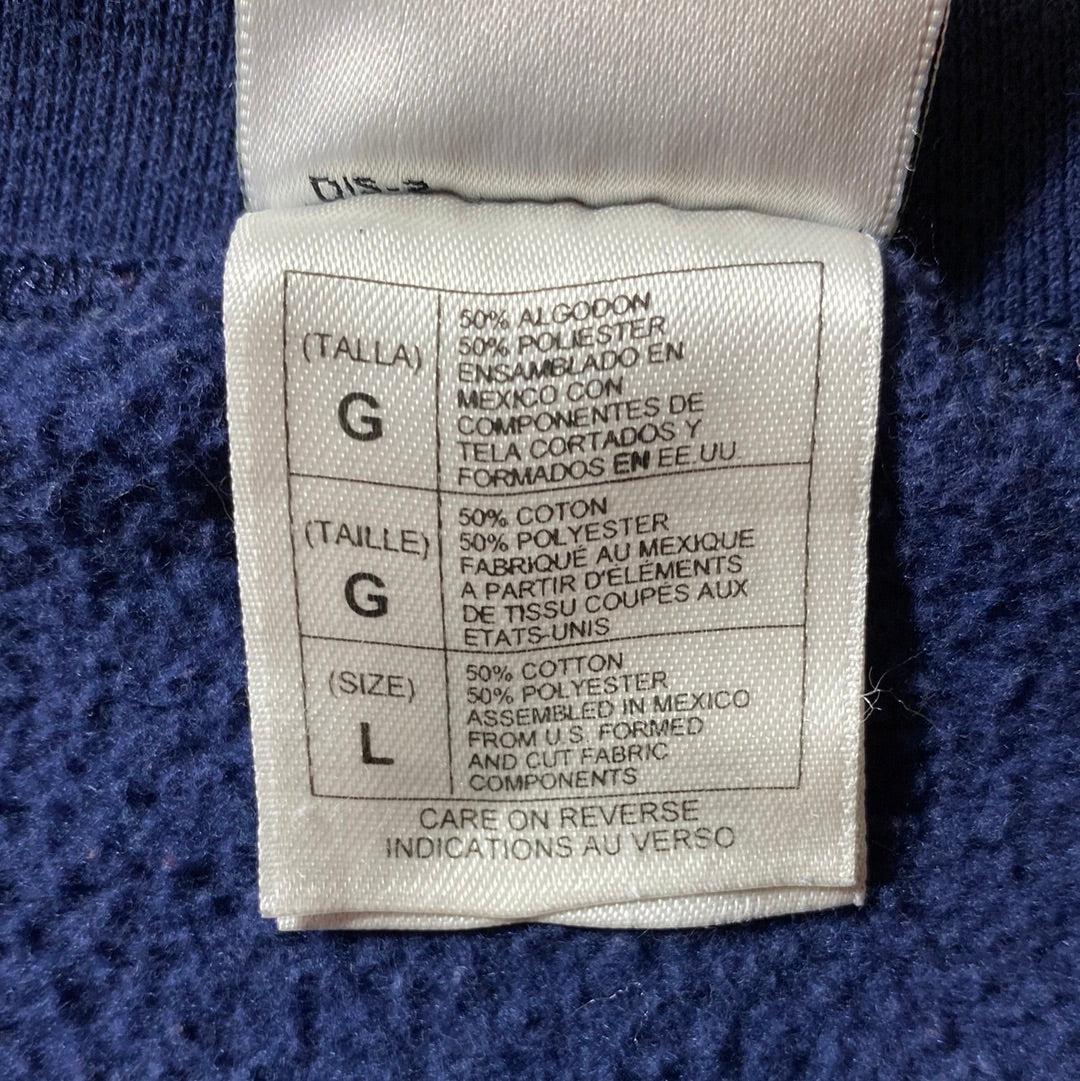 DIS-
(TALLA)
G
50% ALGODON
50% POLIESTER
ENSAMBLADO EN
MEXICO CON
COMPONENTES DE
TELA CORTADOS Y
FORMADOS EN EE.UU
(TAILLE)
G
50% COTON
50% POLYESTER
FABRIQUÉ AU MEXIQUE
A PARTIR D'ELÉMENTS
DE TISSU COUPÉS AUX
ETATS-UNIS
(SIZE)
L
50% COTTON
50% POLYESTER
ASSEMBLED IN MEXICO
FROM U.S. FORMED
AND CUT FABRIC
COMPONENTS
CARE ON REVERSE
INDICATIONS AU VERSO